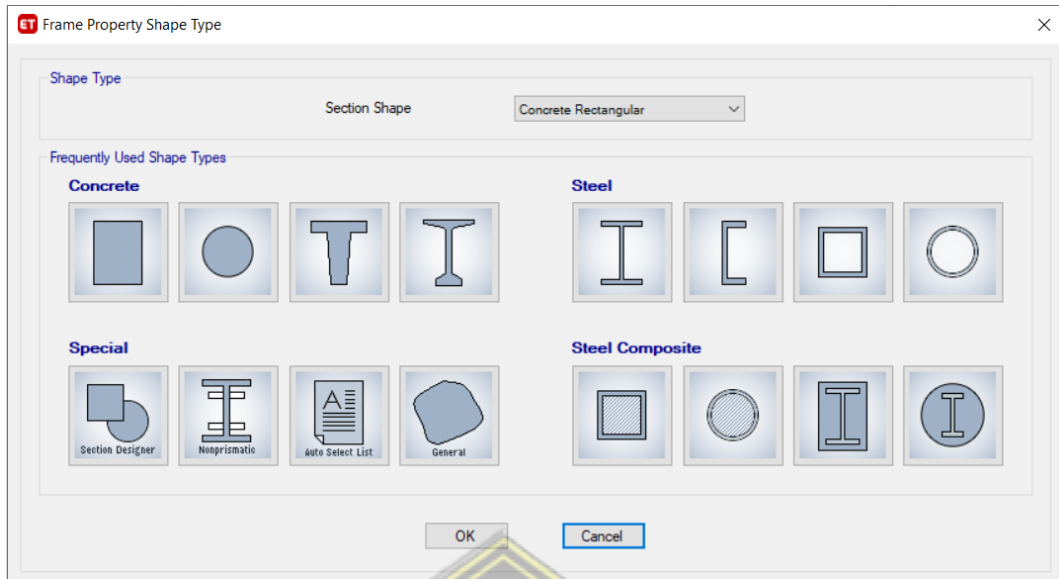 ET Frame Property Shape Type
Shape Type
Section Shape Concrete Rectangular
Frequently Used Shape Types
Concrete Steel
Special Steel Composite
Section Designer Nonprismatic A Auto Select List General
OK Cancel